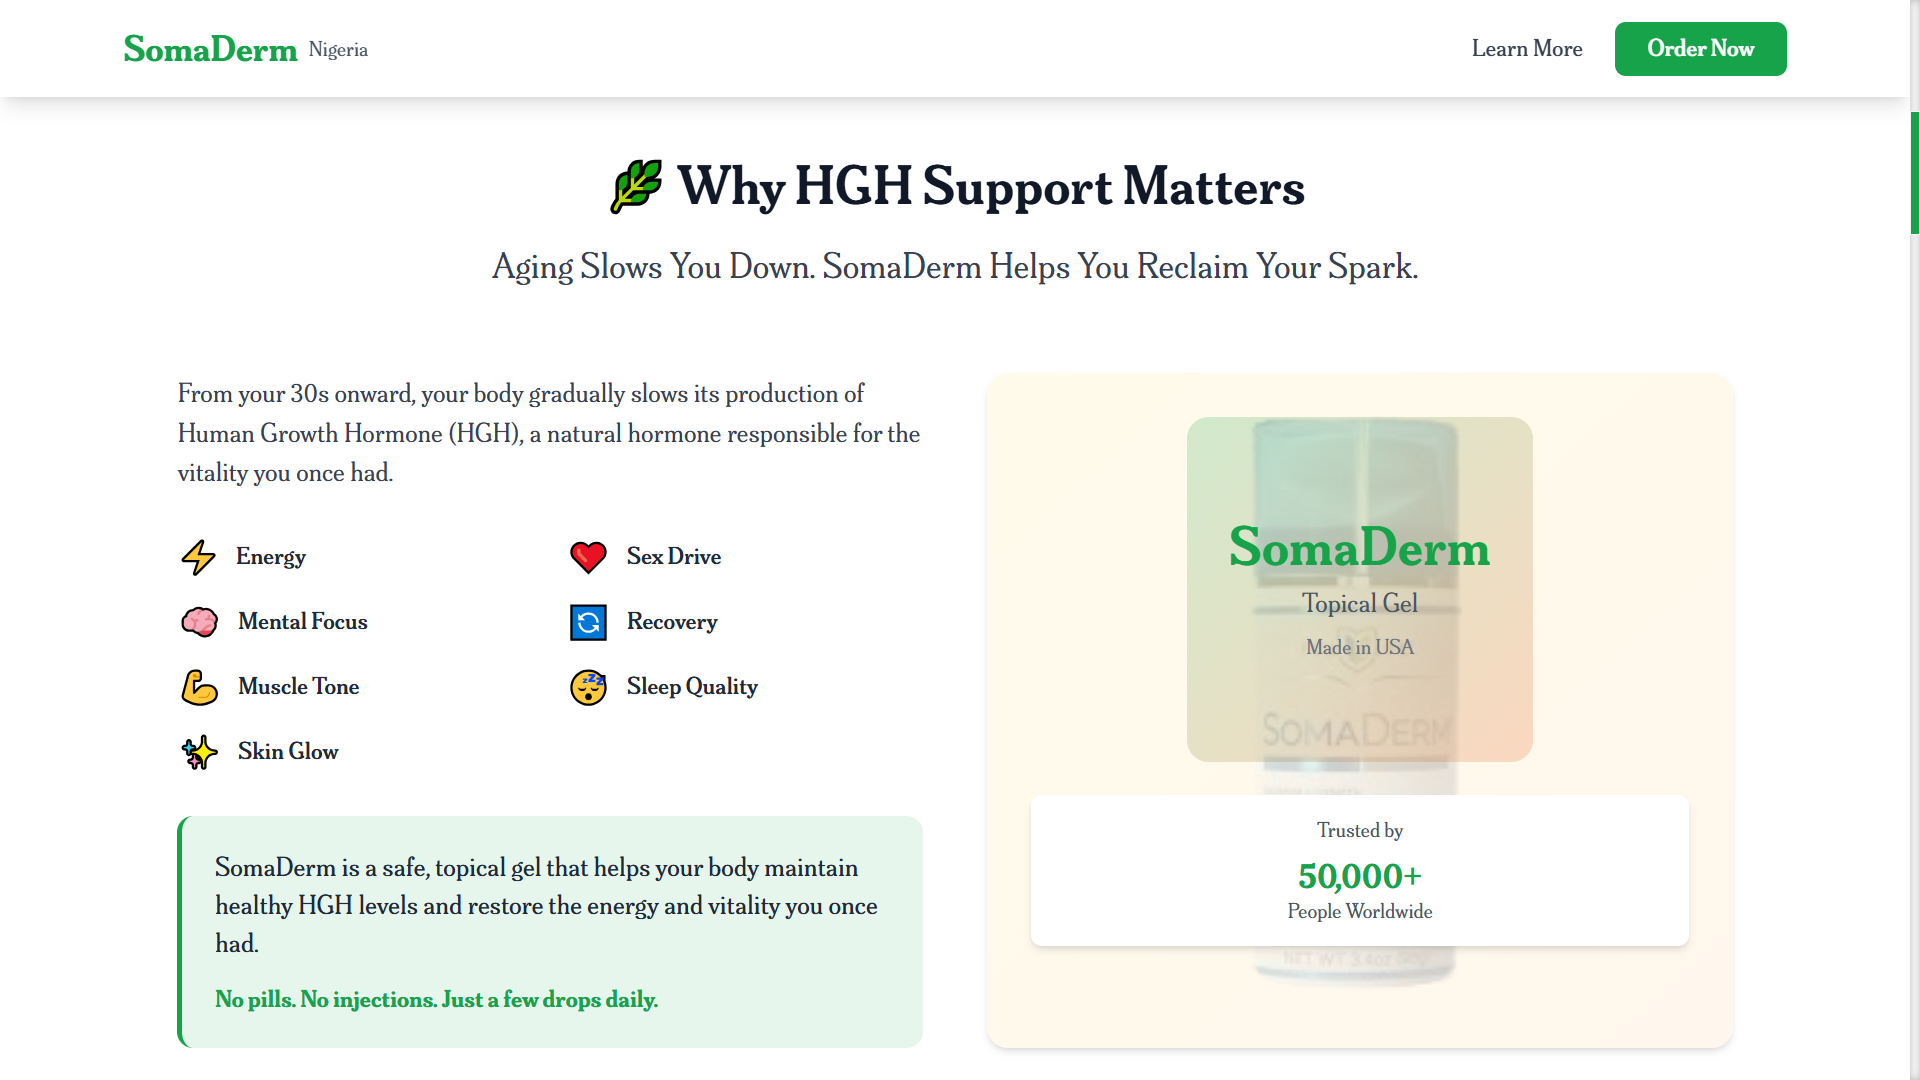 SomaDerm Nigeria
Learn More
Order Now
Why HGH Support Matters
Aging Slows You Down. SomaDerm Helps You Reclaim Your Spark.
From your 30s onward, your body gradually slows its production of
Human Growth Hormone (HGH), a natural hormone responsible for the
vitality you once had.
Energy
Sex Drive
Mental Focus
Recovery
Muscle Tone
Sleep Quality
Skin Glow
SomaDerm is a safe, topical gel that helps your body maintain
healthy HGH levels and restore the energy and vitality you once
had.
No pills. No injections. Just a few drops daily.
SomaDerm
Topical Gel
Made in USA
SOMADERM
Trusted by
50,000+
People Worldwide
NET WT 3.4oz